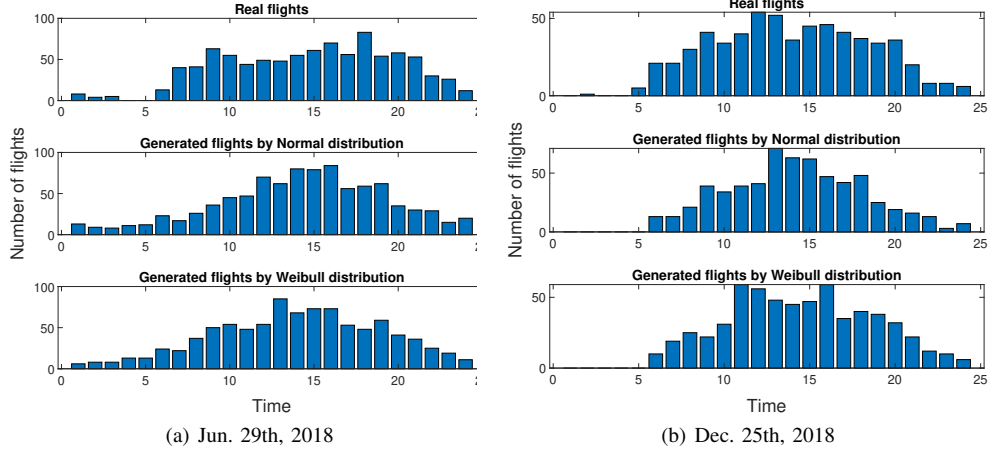 Real flights
100
50
0
0 5 10 15 20 2
Generated flights by Normal distribution
100
50
0
0 5 10 15 20 2
Generated flights by Weibull distribution
100
50
0
0 5 10 15 20 2
Number of flights
Time
(a) Jun. 29th, 2018
Real flights
50
0
0 5 10 15 20 25
Generated flights by Normal distribution
50
0
0 5 10 15 20 25
Generated flights by Weibull distribution
50
0
0 5 10 15 20 25
Number of flights
Time
(b) Dec. 25th, 2018